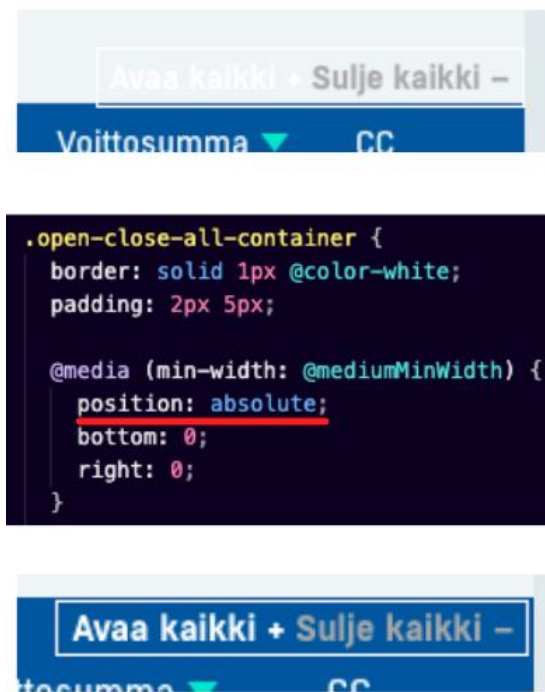 Avaa kaikki + Sulje kaikki –
Voittosumma ▼ CC
.open-close-all-container {
border: solid 1px @color-white;
padding: 2px 5px;
@media (min-width: @mediumMinWidth) {
position: absolute;
bottom: 0;
right: 0;
}
Avaa kaikki + Sulje kaikki –